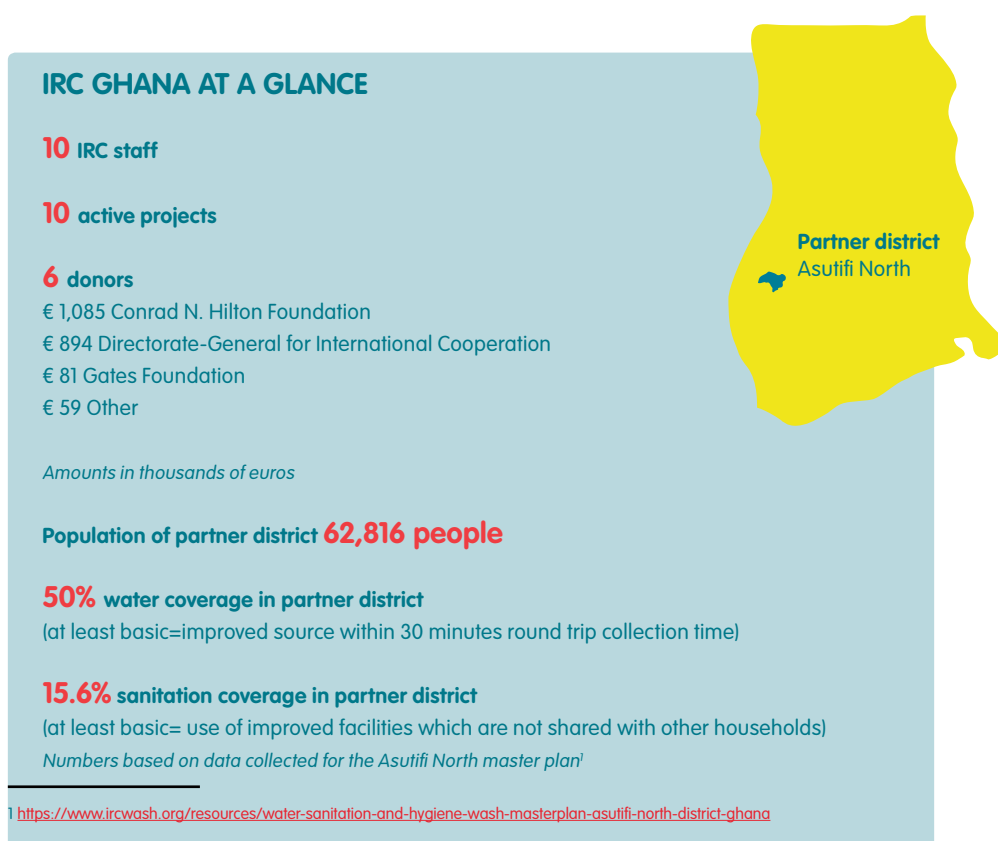 IRC GHANA AT A GLANCE
10 IRC staff
10 active projects
6 donors
€ 1,085 Conrad N. Hilton Foundation
€ 894 Directorate-General for International Cooperation
€ 81 Gates Foundation
€ 59 Other
Amounts in thousands of euros
Population of partner district 62,816 people
50% water coverage in partner district
(at least basic=improved source within 30 minutes round trip collection time)
15.6% sanitation coverage in partner district
(at least basic= use of improved facilities which are not shared with other households)
Numbers based on data collected for the Asutifi North master plan¹
1 https://www.ircwash.org/resources/water-sanitation-and-hygiene-wash-masterplan-asutifi-north-district-ghana
Partner district
Asutifi North